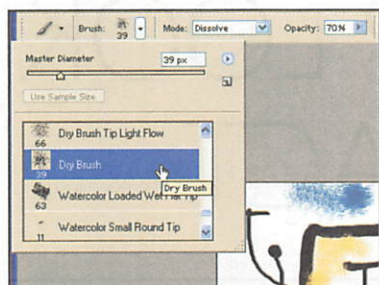 Brush: 39 Mode: Dissolve Opacity: 70%
Master Diameter 39 px
Use Sample Size
66 Dry Brush Tip Light Flow
39 Dry Brush
Dry Brush
63 Watercolor Loaded Wet Flat Tip
11 Watercolor Small Round Tip